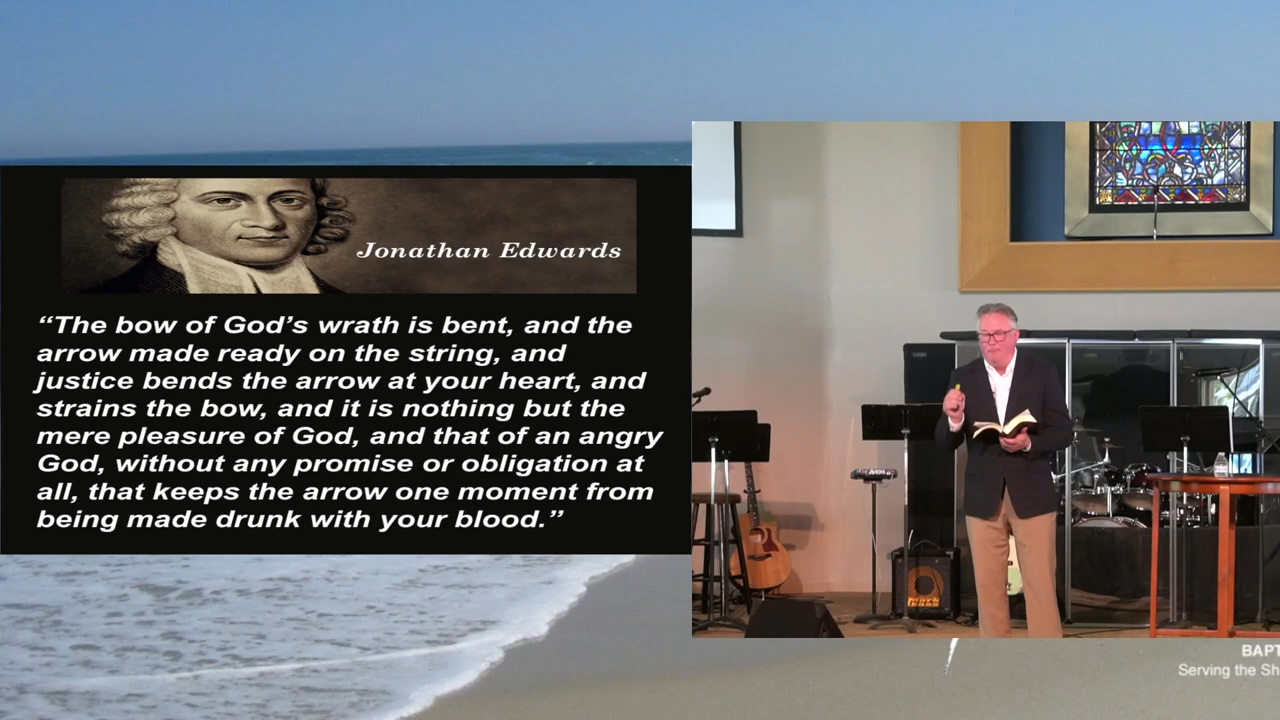 Jonathan Edwards
“The bow of God’s wrath is bent, and the
arrow made ready on the string, and
justice bends the arrow at your heart, and
strains the bow, and it is nothing but the
mere pleasure of God, and that of an angry
God, without any promise or obligation at
all, that keeps the arrow one moment from
being made drunk with your blood.”
Mark
bass
BAPT
Serving the Sh